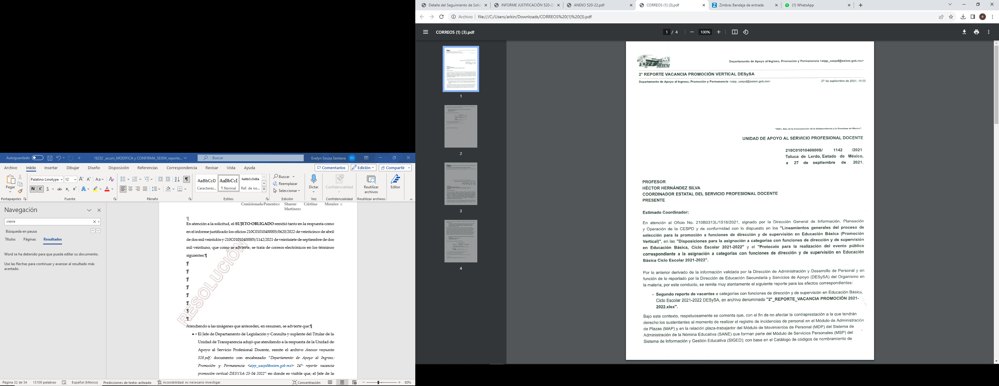 Autoguardado
16232 _acum_MODIFICA y CONFIRMA_SEIEM_reporte...
Buscar
Evelyn Souza Santana
ES
Archivo Inicio Insertar Dibujar Diseño Disposición Referencias Correspondencia Revisar Vista Ayuda
Comentarios Edición Compartir
Pegar
Palatino Linotype 12
N K S ab x₂ x²
AaBbCcD AaBbCcI AaBbCcDdEe
Caracteres... ¶ Normal Ref. de no...
Buscar
Reemplazar
Seleccionar
Dictar
Confidencialidad
Reutilizar archivos
Editor
Portapapeles Fuente Párrafo Estilos Edición Voz Confidencialidad Reutilizar archivos
Navegación
cierre
Búsqueda en pausa
Títulos Páginas Resultados
Word se ha detenido para que pueda editar su documento.
Use las flechas para continuar y avanzar al resultado más
acertado.
Comisionada·Ponente:¤ Sharon· Cristina· Morales·
Martínez¤
¶
En·atención·a·la·solicitud,·el·SUJETO·OBLIGADO·remitió·tanto·en·la·respuesta·como·
en·el·informe·justificado·los·oficios·210C0101040000S/0620/2022·de·veinticinco·de·abril·
de·dos·mil·veintidós·y·210C0101040000S/1142/2021·de·veintisiete·de·septiembre·de·dos·
mil·veintiuno,·que·como·se·advierte,·se·trata·de·correos·electrónicos·en·los·términos·
siguientes:¶
¶
¶
¶
¶
¶
¶
¶
¶
RESOLUCIÓN
Atendiendo·a·las·imágenes·que·anteceden,·en·resumen,·se·advierte·que:¶
•→El·Jefe·de·Departamento·de·Legislación·y·Consulta·y·suplente·del·Titular·de·la·
Unidad·de·Transparencia·adujó·que·atendiendo·a·la·respuesta·de·la·Unidad·de·
Apoyo· al· Servicio· Profesional· Docente,· remite· el· archivo· Anexos· respuesta·
518.pdf,· documento· con· encabezado· “Departamento· de· Apoyo· al· Ingreso,·
Promoción· y· Permanencia· <aipp_uaspd@seiem.gob.mx>· 24°· reporte· vacancia·
promoción·vertical·DESYSA·25·04·2022”·en·donde·es·visible·que,·el·Jefe·de·la·
Página 32 de 54 13109 palabras Español (México) Predicciones de texto: activado Accesibilidad: es necesario investigar Concentración 80%
Detalle del Seguimiento de Solic INFORME JUSTIFICACIÓN 520-22 ANEXO 520-22.pdf CORREOS (1) (3).pdf Zimbra: Bandeja de entrada (1) WhatsApp
Archivo file:///C:/Users/arkin/Downloads/CORREOS%20(1)%20(3).pdf
CORREOS (1) (3).pdf 1 / 4 100%
1
2
3
4
SEIEM
Departamento de Apoyo al Ingreso, Promoción y Permanencia <aipp_uaspd@seiem.gob.mx>
2° REPORTE VACANCIA PROMOCIÓN VERTICAL DESySA
Departamento de Apoyo al Ingreso, Promoción y Permanencia <aipp_uaspd@seiem.gob.mx> 27 de septiembre de 2021, 10:55
"2021, Año de la Consumación de la Independencia y la Grandeza de México".
UNIDAD DE APOYO AL SERVICIO PROFESIONAL DOCENTE
210C0101040000S/ 1142 /2021
Toluca de Lerdo, Estado de México,
a 27 de septiembre de 2021.
PROFESOR
HÉCTOR HERNÁNDEZ SILVA
COORDINADOR ESTATAL DEL SERVICIO PROFESIONAL DOCENTE
PRESENTE
Estimado Coordinador:
En atención al Oficio No. 210B0313L/1518/2021, signado por la Dirección General de Información, Planeación
y Operación de la CESPD y de conformidad con lo dispuesto en los "Lineamientos generales del proceso de
selección para la promoción a funciones de dirección y de supervisión en Educación Básica (Promoción
Vertical)", en las "Disposiciones para la asignación a categorías con funciones de dirección y de supervisión
en Educación Básica, Ciclo Escolar 2021-2022" y el "Protocolo para la realización del evento público
correspondiente a la asignación a categorías con funciones de dirección y de supervisión en Educación
Básica Ciclo Escolar 2021-2022".
Por lo anterior derivado de la información validada por la Dirección de Administración y Desarrollo de Personal y en
función de lo reportado por la Dirección de Educación Secundaria y Servicios de Apoyo (DESySA) del Organismo en
la materia, por este conducto, se remite muy atentamente el siguiente reporte para los efectos correspondientes:
• Segundo reporte de vacantes a categorías con funciones de dirección y de supervisión en Educación Básica,
Ciclo Escolar 2021-2022 DESySA, en archivo denominado "2°_REPORTE_VACANCIA PROMOCIÓN 2021-
2022.xlsx".
Bajo este contexto, respetuosamente se comenta que, con el fin de no afectar la contraprestación a la que tendrán
derecho los sustentantes al momento de realizar el registro de incidencias de personal en el Módulo de Administración
de Plazas (MAP) y en la relación plaza-trabajador del Módulo de Movimientos de Personal (MDP) del Sistema de
Administración de la Nómina Educativa (SANE) que forman parte del Módulo de Servicios Personales (MSP) del
Sistema de Información y Gestión Educativa (SIGED); con base en el Catálogo de códigos de nombramiento de